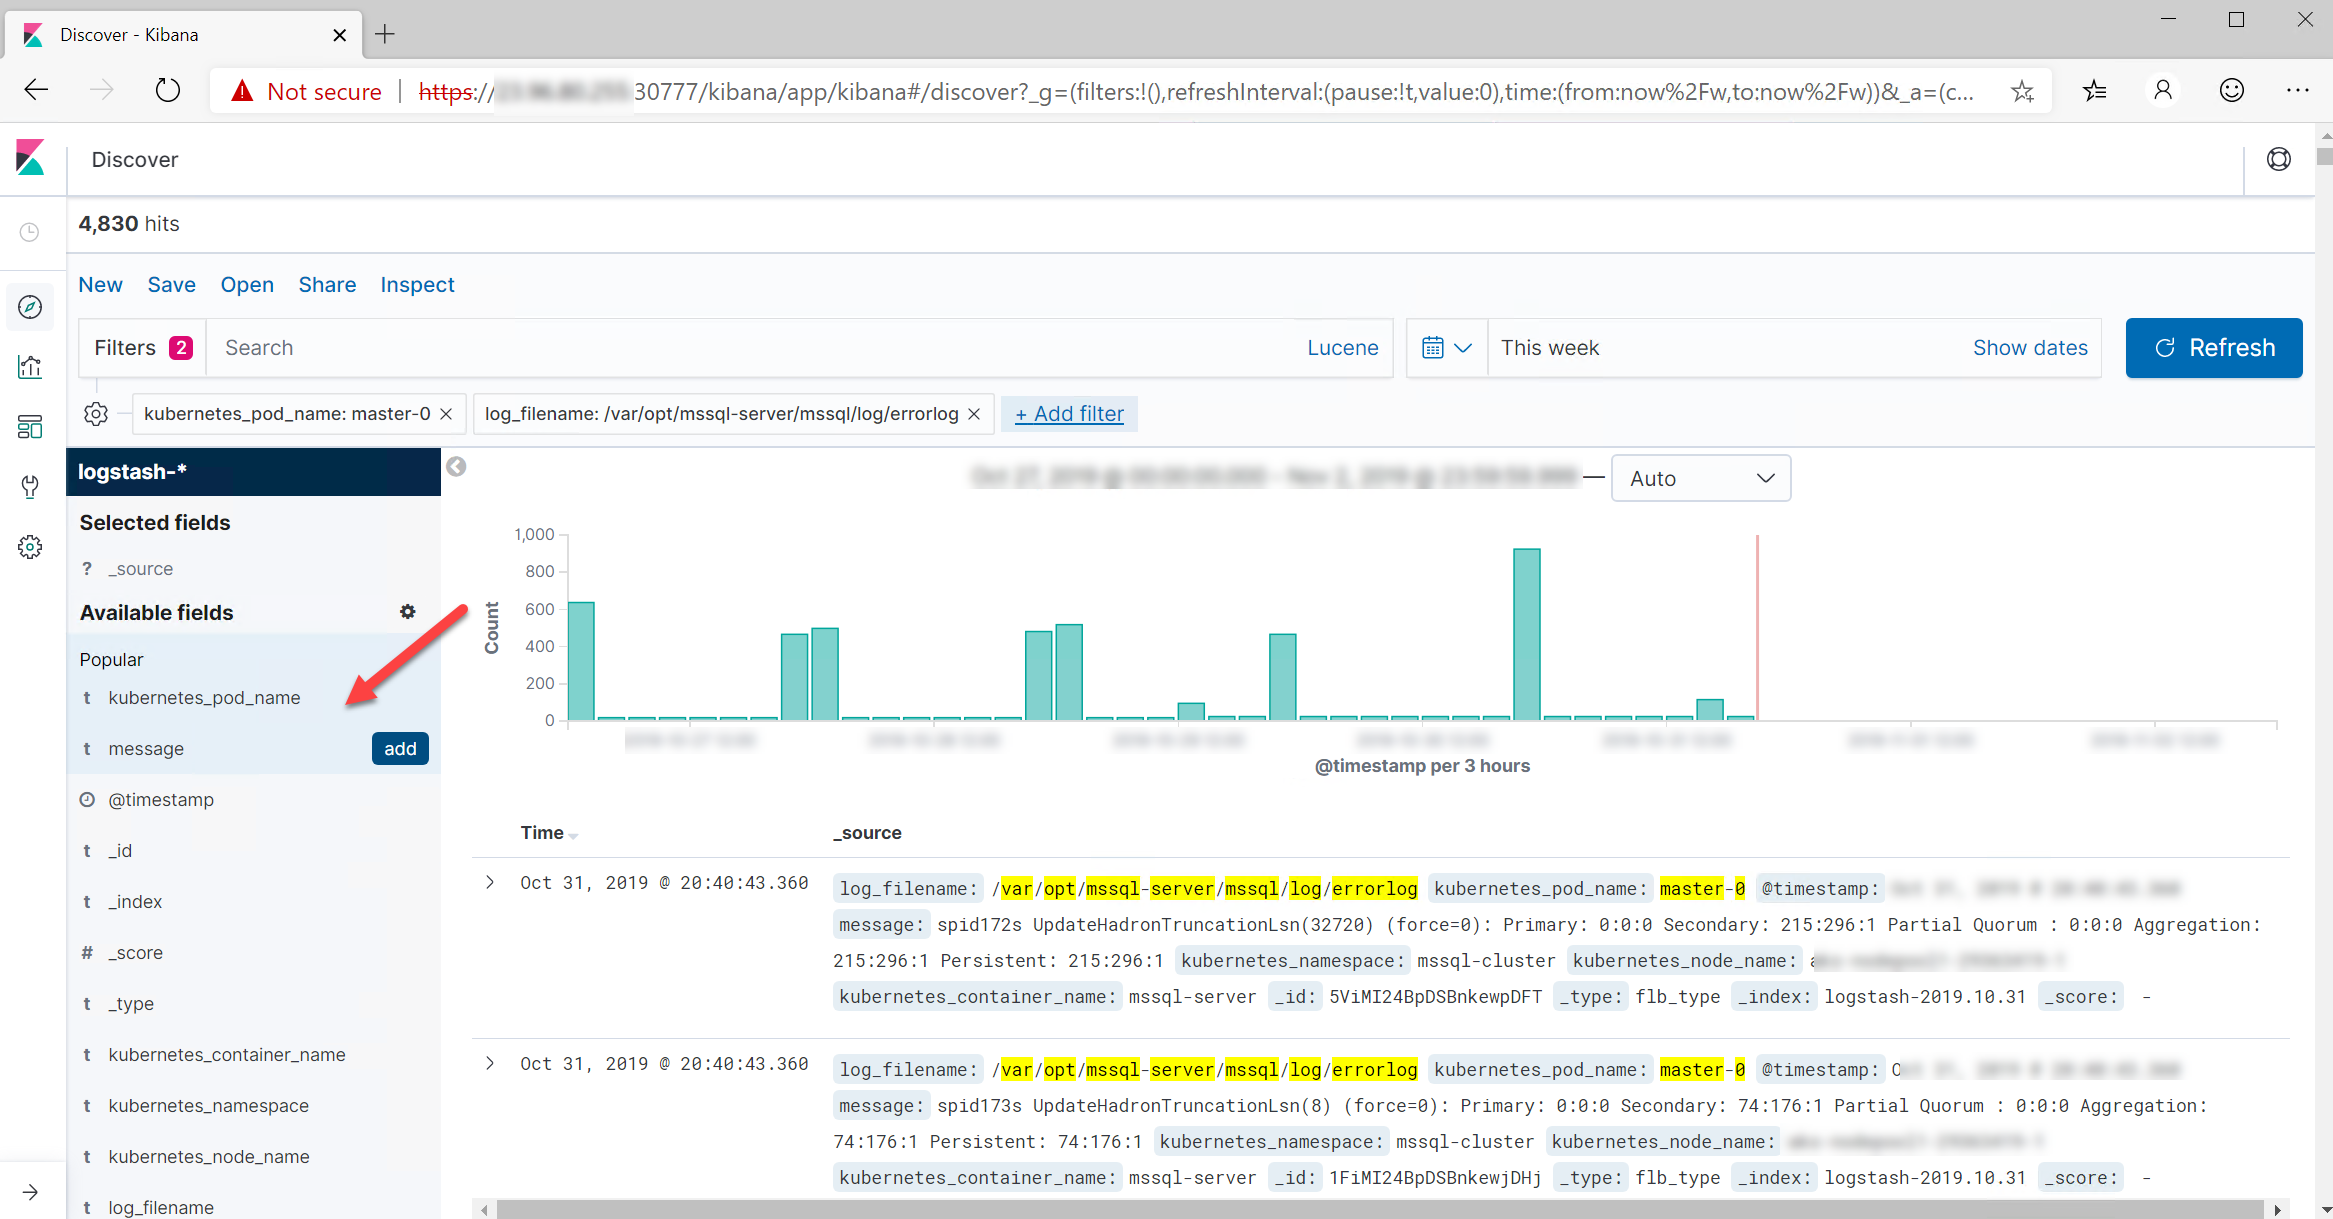 Discover - Kibana
Not secure | https:// 30777/kibana/app/kibana#/discover?_g=(filters:!(),refreshInterval:(pause:!t,value:0),time:(from:now%2Fw,to:now%2Fw))&_a=(c...
Discover
4,830 hits
New Save Open Share Inspect
Filters 2 Search Lucene This week Show dates Refresh
kubernetes_pod_name: master-0 log_filename: /var/opt/mssql-server/mssql/log/errorlog + Add filter
logstash-*
Selected fields
? _source
Available fields
Popular
t kubernetes_pod_name
t message add
@timestamp
t _id
t _index
# _score
t _type
t kubernetes_container_name
t kubernetes_namespace
t kubernetes_node_name
t log_filename
— Auto
1,000
800
600
400
200
0
Count
@timestamp per 3 hours
Time _source
Oct 31, 2019 @ 20:40:43.360 log_filename: /var/opt/mssql-server/mssql/log/errorlog kubernetes_pod_name: master-0 @timestamp:
message: spid172s UpdateHadronTruncationLsn(32720) (force=0): Primary: 0:0:0 Secondary: 215:296:1 Partial Quorum : 0:0:0 Aggregation:
215:296:1 Persistent: 215:296:1 kubernetes_namespace: mssql-cluster kubernetes_node_name:
kubernetes_container_name: mssql-server _id: 5ViMI24BpDSBnkewpDFT _type: flb_type _index: logstash-2019.10.31 _score: -
Oct 31, 2019 @ 20:40:43.360 log_filename: /var/opt/mssql-server/mssql/log/errorlog kubernetes_pod_name: master-0 @timestamp:
message: spid173s UpdateHadronTruncationLsn(8) (force=0): Primary: 0:0:0 Secondary: 74:176:1 Partial Quorum : 0:0:0 Aggregation:
74:176:1 Persistent: 74:176:1 kubernetes_namespace: mssql-cluster kubernetes_node_name:
kubernetes_container_name: mssql-server _id: 1FiMI24BpDSBnkewjDHj _type: flb_type _index: logstash-2019.10.31 _score: -